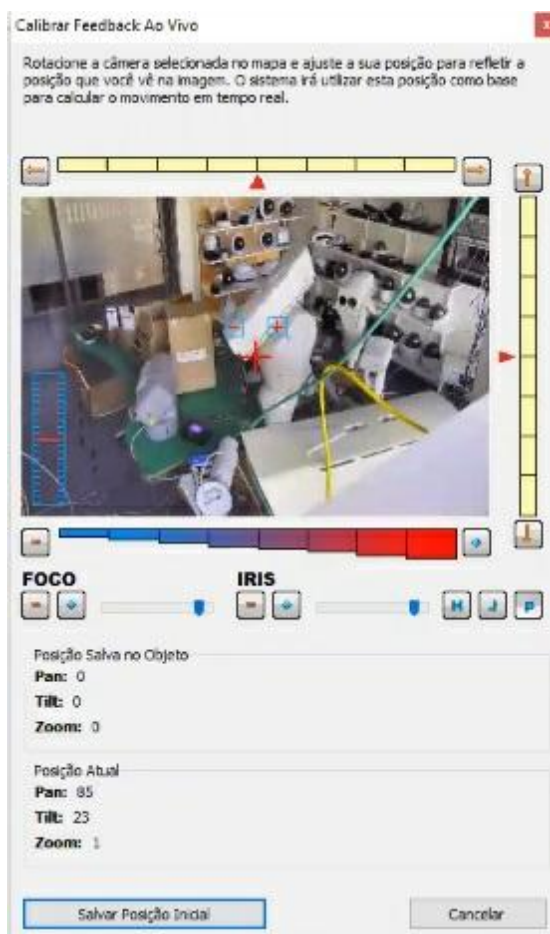 Calibrar Feedback Ao Vivo
x
Rotacione a câmera selecionada no mapa e ajuste a sua posição para refletir a
posição que você vê na imagem. O sistema irá utilizar esta posição como base
para calcular o movimento em tempo real.
FOCO
IRIS
H
J
P
Posição Salva no Objeto
Pan: 0
Tilt: 0
Zoom: 0
Posição Atual
Pan: 85
Tilt: 23
Zoom: 1
Salvar Posição Inicial
Cancelar